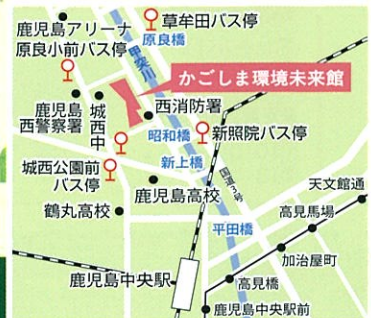 鹿児島アリーナ
草牟田バス停
原良小前バス停
原良橋
甲突川
かごしま環境未来館
鹿児島
西警察署
城西中
西消防署
昭和橋
新照院バス停
新上橋
城西公園前
バス停
国道3号
鹿児島高校
天文館通
鶴丸高校
高見馬場
平田橋
加治屋町
鹿児島中央駅
高見橋
鹿児島中央駅前